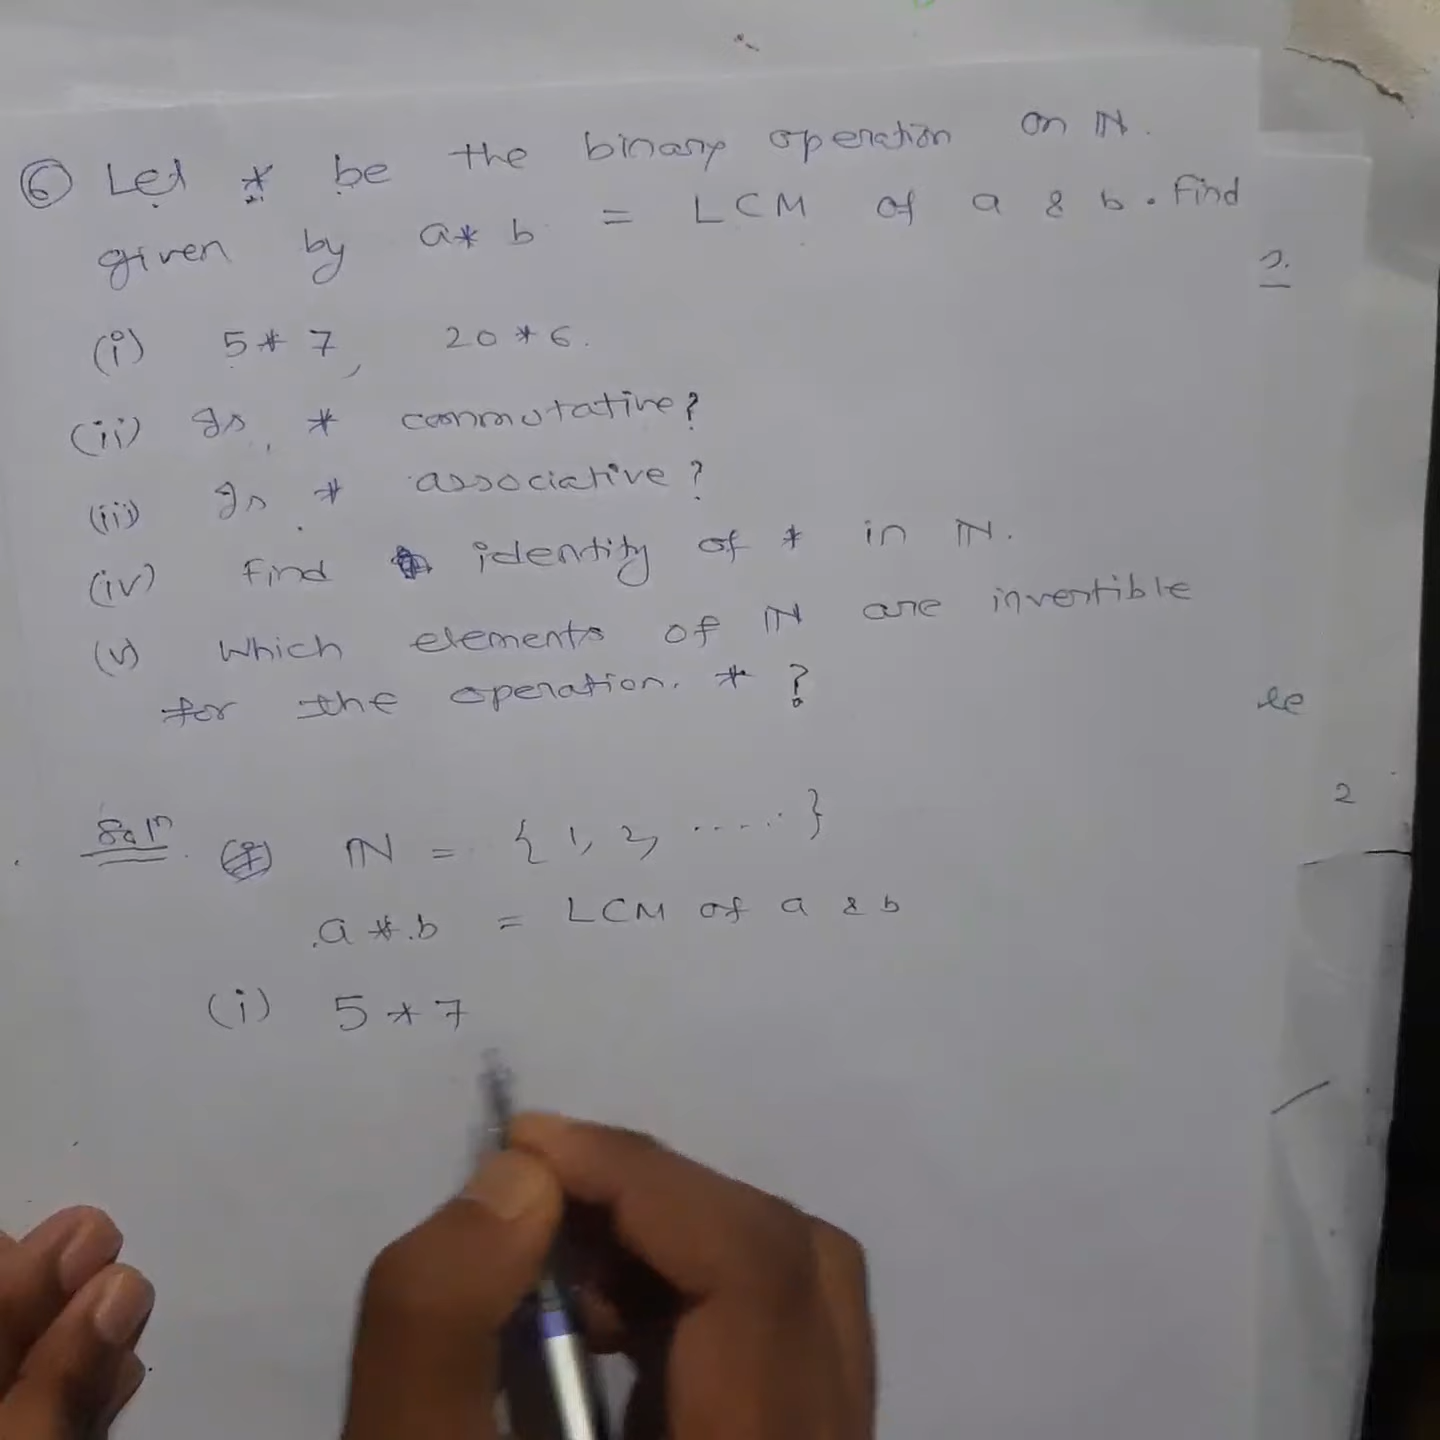 6 Let * be the binary operation on ℕ.
given by a * b = LCM of a & b. Find
(i) 5 * 7, 20 * 6.
(ii) Is * commutative?
(iii) Is * associative?
(iv) Find identity of * in ℕ.
(v) Which elements of ℕ are invertible
for the operation. * ?
Soln ℕ = { 1, 2, ..... }
a * b = LCM of a & b
(i) 5 * 7
2